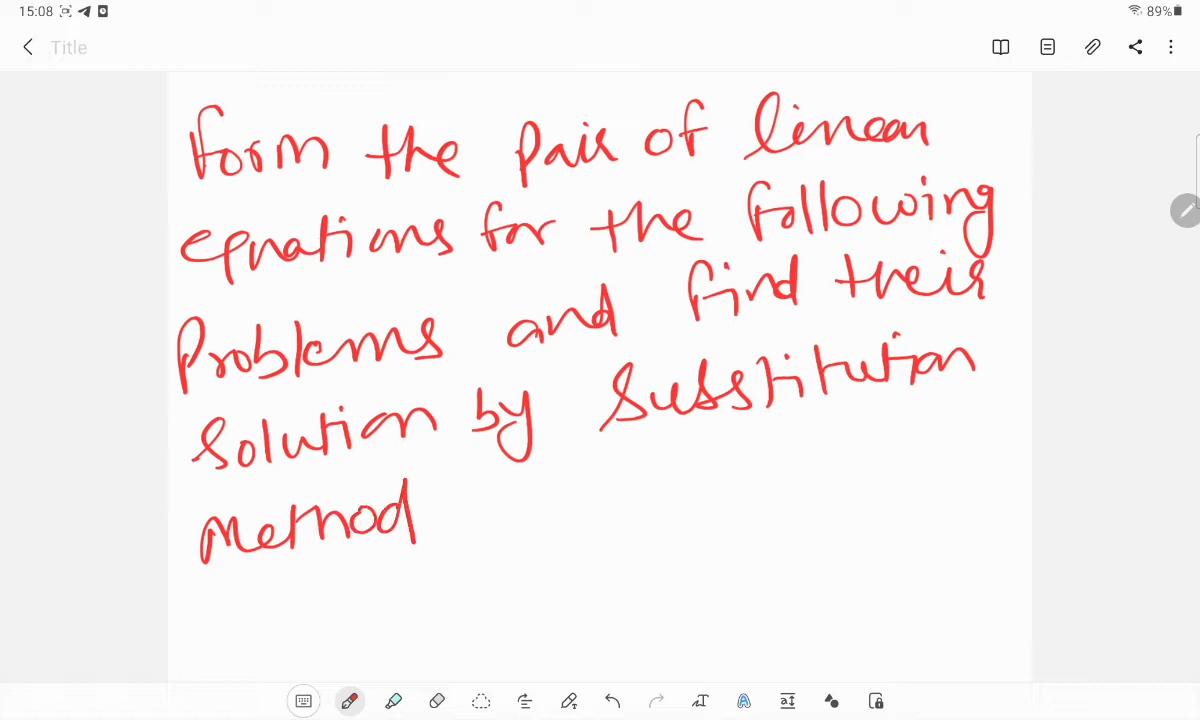 15:08
89%
Title
Form the pair of linear
equations for the following
Problems and find their
Solution by Substitution
Method